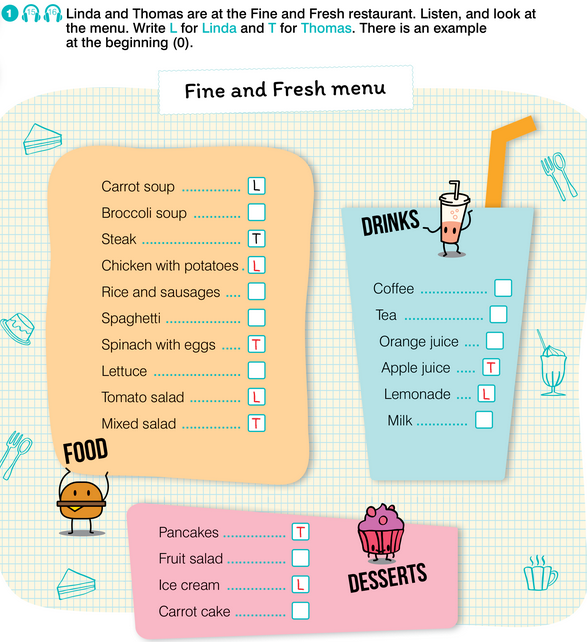 1 15 16 Linda and Thomas are at the Fine and Fresh restaurant. Listen, and look at
the menu. Write L for Linda and T for Thomas. There is an example
at the beginning (0).
Fine and Fresh menu
Carrot soup .................. L
Broccoli soup ...............
Steak .............................. T
Chicken with potatoes . L
Rice and sausages ....
Spaghetti .......................
Spinach with eggs ..... T
Lettuce ...........................
Tomato salad ............... L
Mixed salad .................. T
FOOD
DRINKS
Coffee ....................
Tea .........................
Orange juice ....
Apple juice ..... T
Lemonade .... L
Milk ...............
Pancakes ................... T
Fruit salad .................
Ice cream ................... L
Carrot cake ...............
DESSERTS